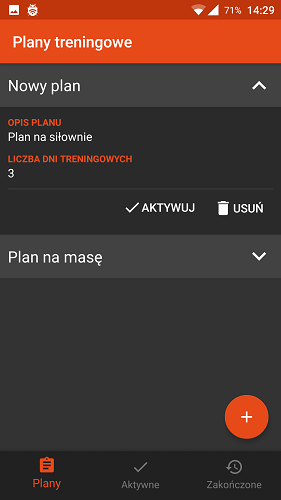 71% 14:29
Plany treningowe
Nowy plan
OPIS PLANU
Plan na siłownie
LICZBA DNI TRENINGOWYCH
3
AKTYWUJ USUŃ
Plan na masę
+
Plany Aktywne Zakończone